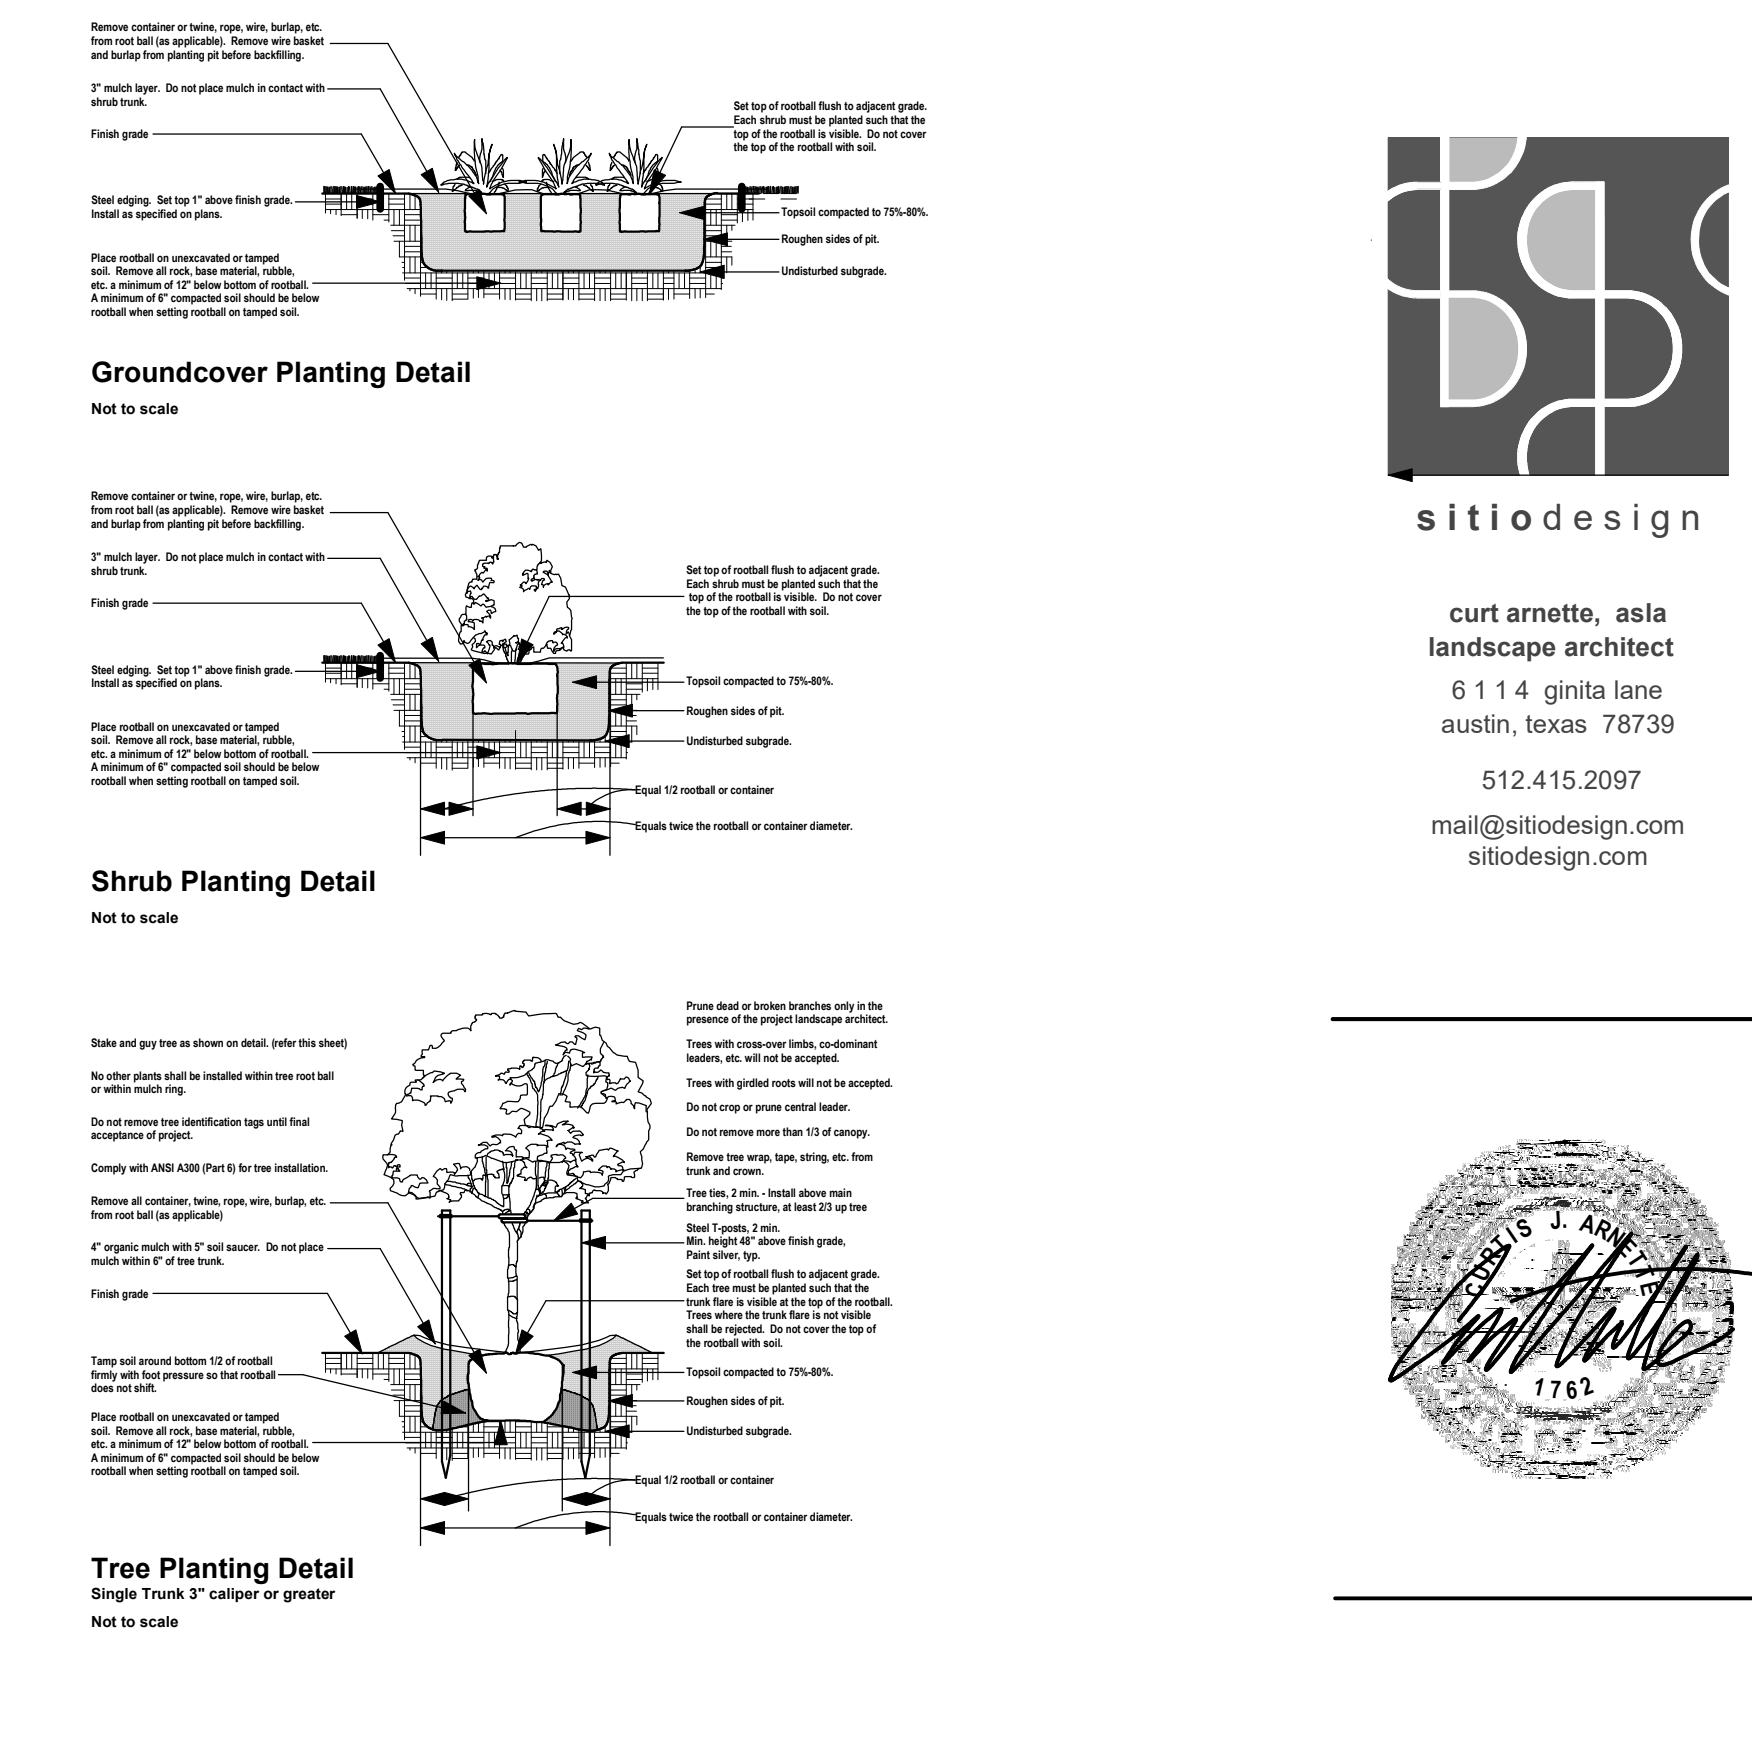 Remove container or twine, rope, wire, burlap, etc.
from root ball (as applicable).  Remove wire basket
and burlap from planting pit before backfilling.
3" mulch layer.  Do not place mulch in contact with
shrub trunk.
Finish grade
Steel edging.  Set top 1" above finish grade.
Install as specified on plans.
Place rootball on unexcavated or tamped
soil.  Remove all rock, base material, rubble,
etc. a minimum of 12" below bottom of rootball.
A minimum of 6" compacted soil should be below
rootball when setting rootball on tamped soil.
Set top of rootball flush to adjacent grade.
Each shrub must be planted such that the
top of the rootball is visible.  Do not cover
the top of the rootball with soil.
Topsoil compacted to 75%-80%.
Roughen sides of pit.
Undisturbed subgrade.
Groundcover Planting Detail
Not to scale
Remove container or twine, rope, wire, burlap, etc.
from root ball (as applicable).  Remove wire basket
and burlap from planting pit before backfilling.
3" mulch layer.  Do not place mulch in contact with
shrub trunk.
Finish grade
Steel edging.  Set top 1" above finish grade.
Install as specified on plans.
Place rootball on unexcavated or tamped
soil.  Remove all rock, base material, rubble,
etc. a minimum of 12" below bottom of rootball.
A minimum of 6" compacted soil should be below
rootball when setting rootball on tamped soil.
Set top of rootball flush to adjacent grade.
Each shrub must be planted such that the
top of the rootball is visible.  Do not cover
the top of the rootball with soil.
Topsoil compacted to 75%-80%.
Roughen sides of pit.
Undisturbed subgrade.
Equal 1/2 rootball or container
Equals twice the rootball or container diameter.
Shrub Planting Detail
Not to scale
Stake and guy tree as shown on detail. (refer this sheet)
No other plants shall be installed within tree root ball
or within mulch ring.
Do not remove tree identification tags until final
acceptance of project.
Comply with ANSI A300 (Part 6) for tree installation.
Remove all container, twine, rope, wire, burlap, etc.
from root ball (as applicable)
4" organic mulch with 5" soil saucer.  Do not place
mulch within 6" of tree trunk.
Finish grade
Tamp soil around bottom 1/2 of rootball
firmly with foot pressure so that rootball
does not shift.
Place rootball on unexcavated or tamped
soil.  Remove all rock, base material, rubble,
etc. a minimum of 12" below bottom of rootball.
A minimum of 6" compacted soil should be below
rootball when setting rootball on tamped soil.
Prune dead or broken branches only in the
presence of the project landscape architect.
Trees with cross-over limbs, co-dominant
leaders, etc. will not be accepted.
Trees with girdled roots will not be accepted.
Do not crop or prune central leader.
Do not remove more than 1/3 of canopy.
Remove tree wrap, tape, string, etc. from
trunk and crown.
Tree ties, 2 min. - Install above main
branching structure, at least 2/3 up tree
Steel T-posts, 2 min.
Min. height 48" above finish grade,
Paint silver, typ.
Set top of rootball flush to adjacent grade.
Each tree must be planted such that the
trunk flare is visible at the top of the rootball.
Trees where the trunk flare is not visible
shall be rejected.  Do not cover the top of
the rootball with soil.
Topsoil compacted to 75%-80%.
Roughen sides of pit.
Undisturbed subgrade.
Equal 1/2 rootball or container
Equals twice the rootball or container diameter.
Tree Planting Detail
Single Trunk 3" caliper or greater
Not to scale
sitiodesign
curt arnette,  asla
landscape architect
6114 ginita lane
austin, texas  78739
512.415.2097
mail@sitiodesign.com
sitiodesign.com
CURTIS J. ARNETTE
1762